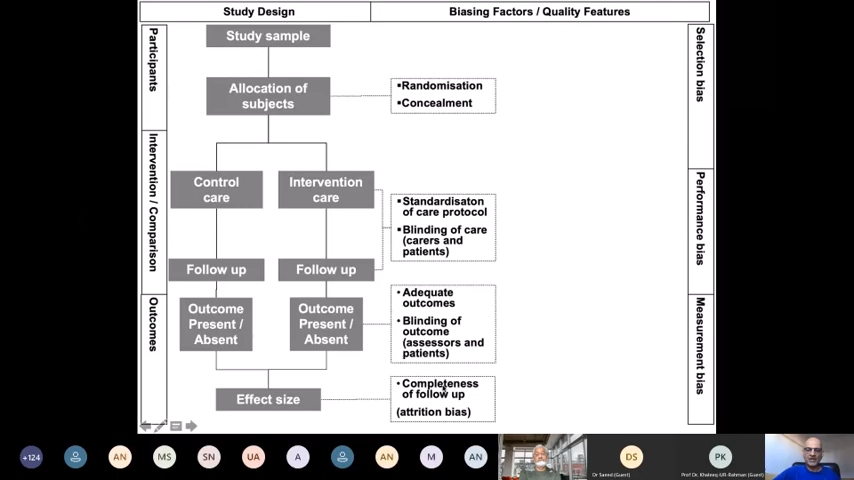 Study Design
Biasing Factors / Quality Features
Participants
Study sample
Selection bias
Allocation of
subjects
▪Randomisation
▪Concealment
Intervention / Comparison
Control
care
Intervention
care
Performance bias
▪Standardisaton
of care protocol
▪Blinding of care
(carers and
patients)
Follow up
Follow up
Outcomes
Outcome
Present /
Absent
Outcome
Present /
Absent
• Adequate
outcomes
• Blinding of
outcome
(assessors and
patients)
Measurement bias
Effect size
• Completeness
of follow up
(attrition bias)
+124
AN
MS
SN
UA
A
AN
M
AN
DS
Dr Saeed (Guest)
PK
Prof Dr. Khaleeq-UR-Rahman (Guest)